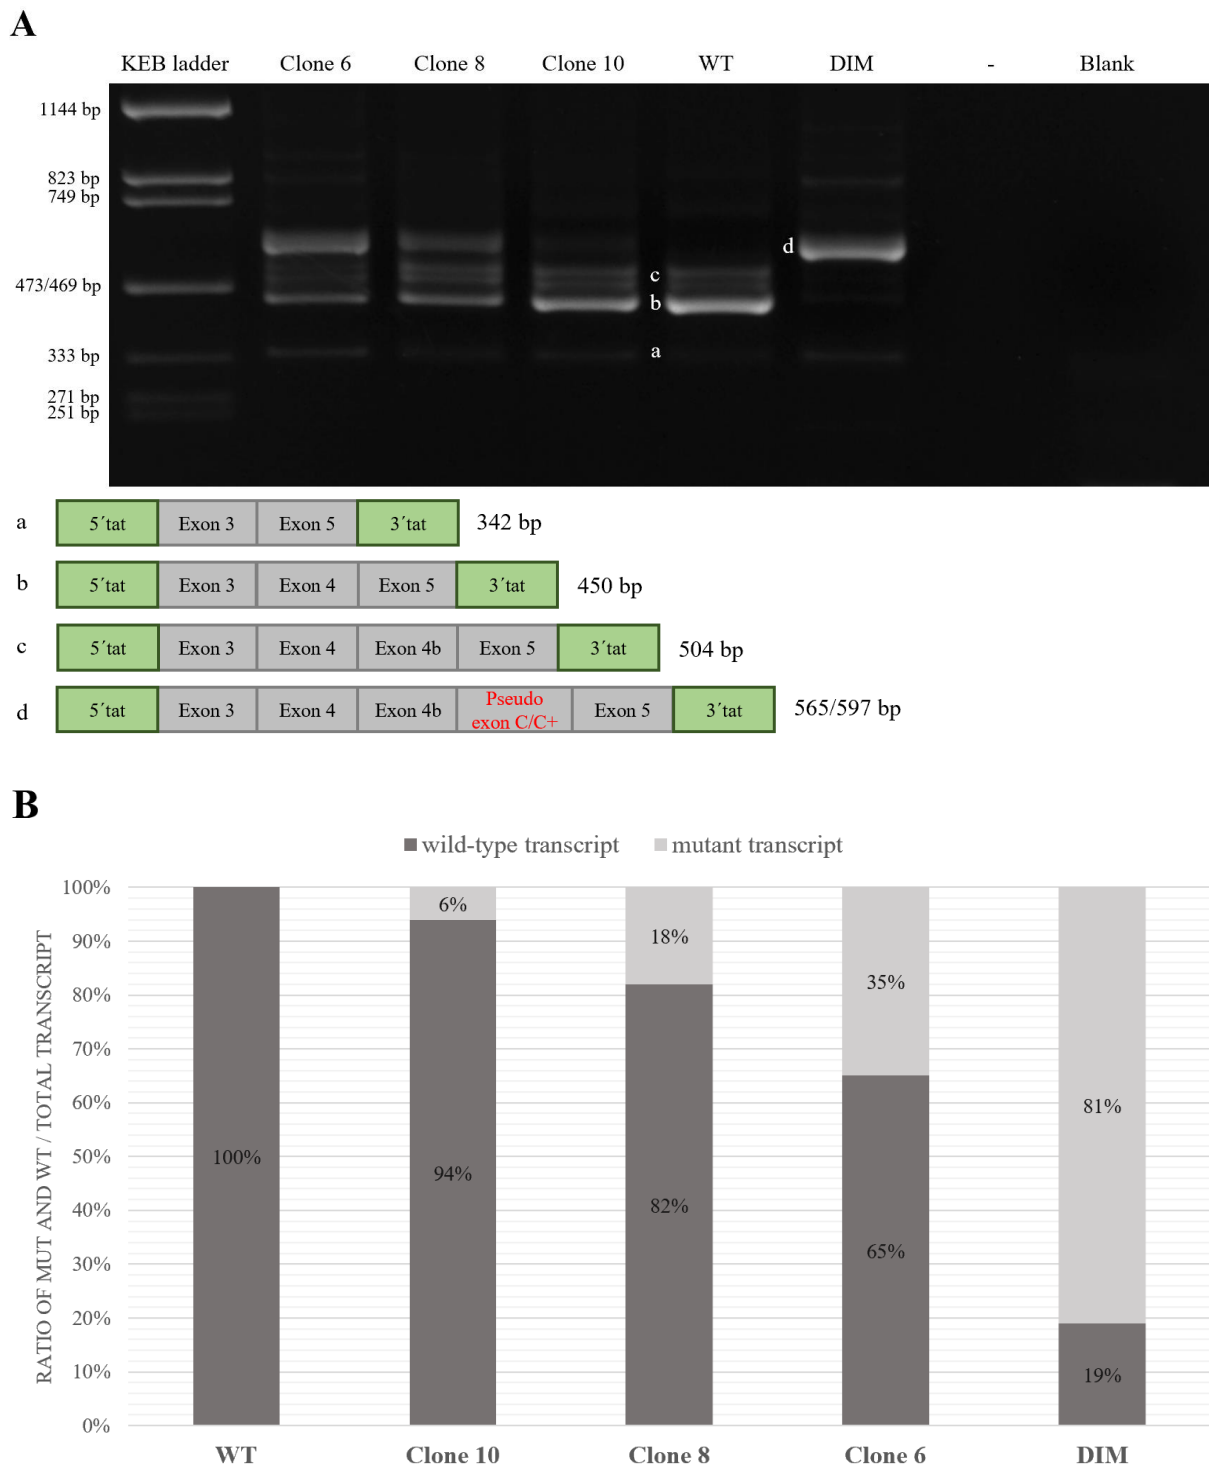 A
KEB ladder Clone 6 Clone 8 Clone 10 WT DIM - Blank
1144 bp
823 bp
749 bp
d
473/469 bp
c
b
333 bp
a
271 bp
251 bp
a 5´tat Exon 3 Exon 5 3´tat 342 bp
b 5´tat Exon 3 Exon 4 Exon 5 3´tat 450 bp
c 5´tat Exon 3 Exon 4 Exon 4b Exon 5 3´tat 504 bp
d 5´tat Exon 3 Exon 4 Exon 4b Pseudo exon C/C+ Exon 5 3´tat 565/597 bp
B
wild-type transcript mutant transcript
RATIO OF MUT AND WT / TOTAL TRANSCRIPT
100%
90%
80%
70%
60%
50%
40%
30%
20%
10%
0%
100%
6%
94%
18%
82%
35%
65%
81%
19%
WT Clone 10 Clone 8 Clone 6 DIM